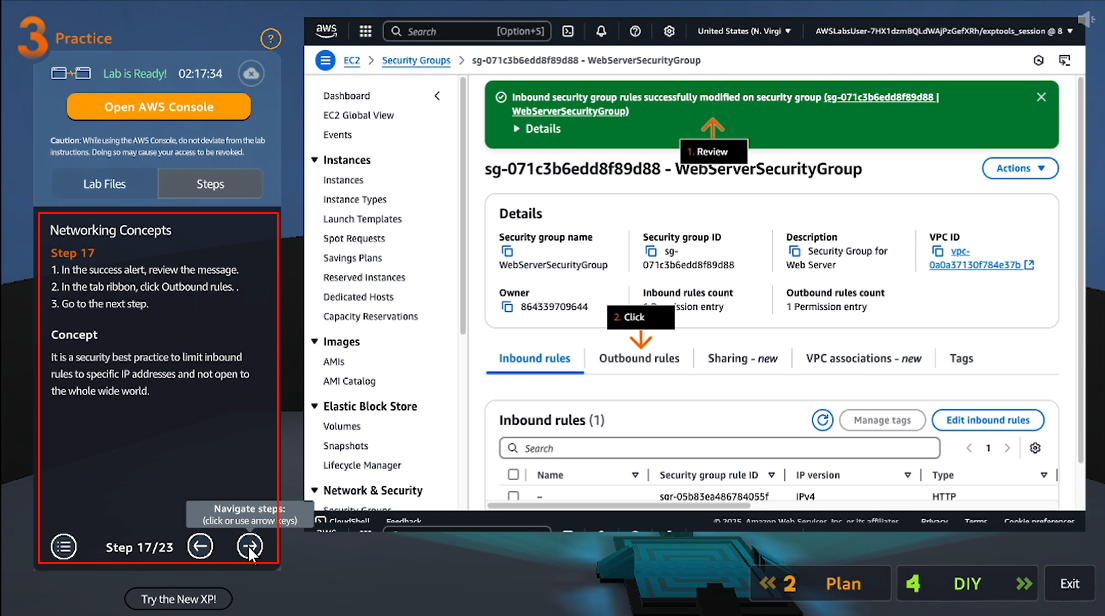 3 Practice
?
Lab is Ready! 02:17:34
Open AWS Console
Caution: While using the AWS Console, do not deviate from the lab
instructions. Doing so may cause your access to be revoked.
Lab Files
Steps
Networking Concepts
Step 17
1. In the success alert, review the message.
2. In the tab ribbon, click Outbound rules. .
3. Go to the next step.
Concept
It is a security best practice to limit inbound
rules to specific IP addresses and not open to
the whole wide world.
Navigate steps:
(click or use arrow keys)
Step 17/23
Try the New XP!
aws
Search [Option+S]
United States (N. Virgi
AWSLabsUser-7HX1dzmBQLdWAjPzGefXRh/exptools_season @ 8
EC2 > Security Groups > sg-071c3b6edd8f89d88 - WebServerSecurityGroup
Dashboard
EC2 Global View
Events
Instances
Instances
Instance Types
Launch Templates
Spot Requests
Savings Plans
Reserved Instances
Dedicated Hosts
Capacity Reservations
Images
AMIs
AMI Catalog
Elastic Block Store
Volumes
Snapshots
Lifecycle Manager
Network & Security
Security Groups
Inbound security group rules successfully modified on security group (sg-071c3b6edd8f89d88 |
WebServerSecurityGroup)
Details
1. Review
sg-071c3b6edd8f89d88 - WebServerSecurityGroup
Actions
Details
Security group name
WebServerSecurityGroup
Security group ID
sg-
071c3b6edd8f89d88
Description
Security Group for
Web Server
VPC ID
vpc-
0a0a37130f784e37b
Owner
864339709644
Inbound rules count
1 Permission entry
Outbound rules count
1 Permission entry
2. Click
Inbound rules
Outbound rules
Sharing - new
VPC associations - new
Tags
Inbound rules (1)
Manage tags
Edit inbound rules
Search
1
Name
Security group rule ID
IP version
Type
–
sgr-05b83ea486784055f
IPv4
HTTP
CloudShell Feedback
© 2025, Amazon Web Services, Inc. or its affiliates. Privacy Terms Cookie preferences
2 Plan
4 DIY
Exit